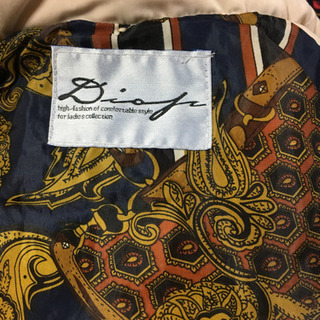 Diop
high-fashion of comfortable style
for ladies collection